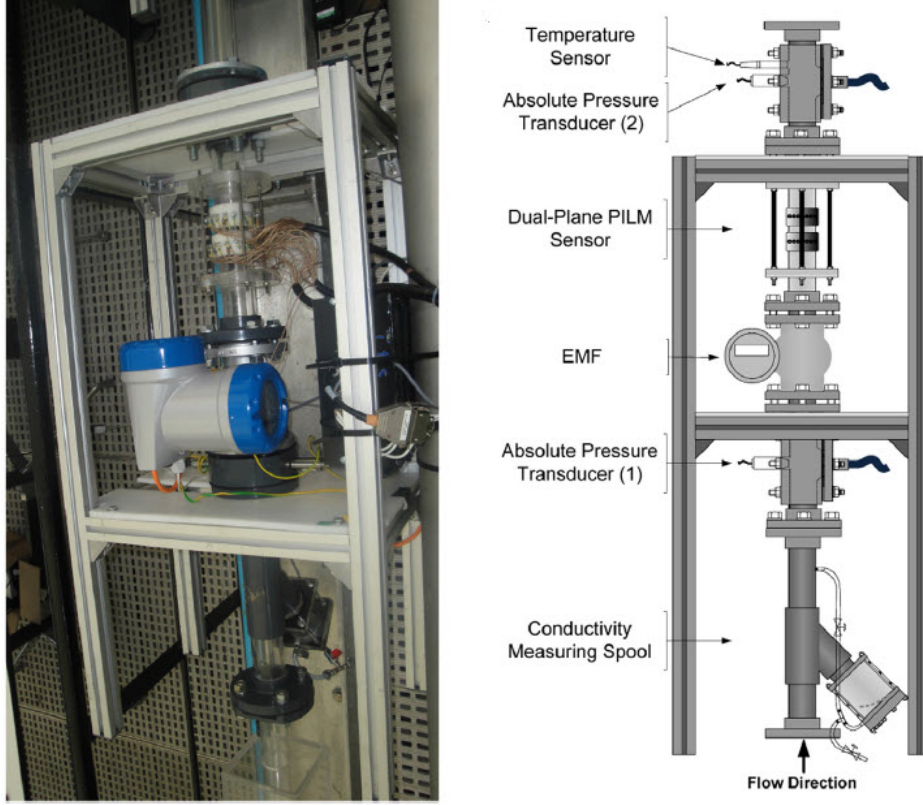 Temperature
Sensor
Absolute Pressure
Transducer (2)
Dual-Plane PILM
Sensor
EMF
Absolute Pressure
Transducer (1)
Conductivity
Measuring Spool
Flow Direction